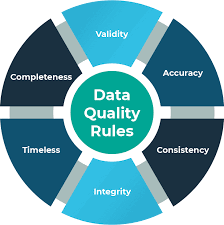 Validity
Completeness
Accuracy
Data
Quality
Rules
Timeless
Consistency
Integrity